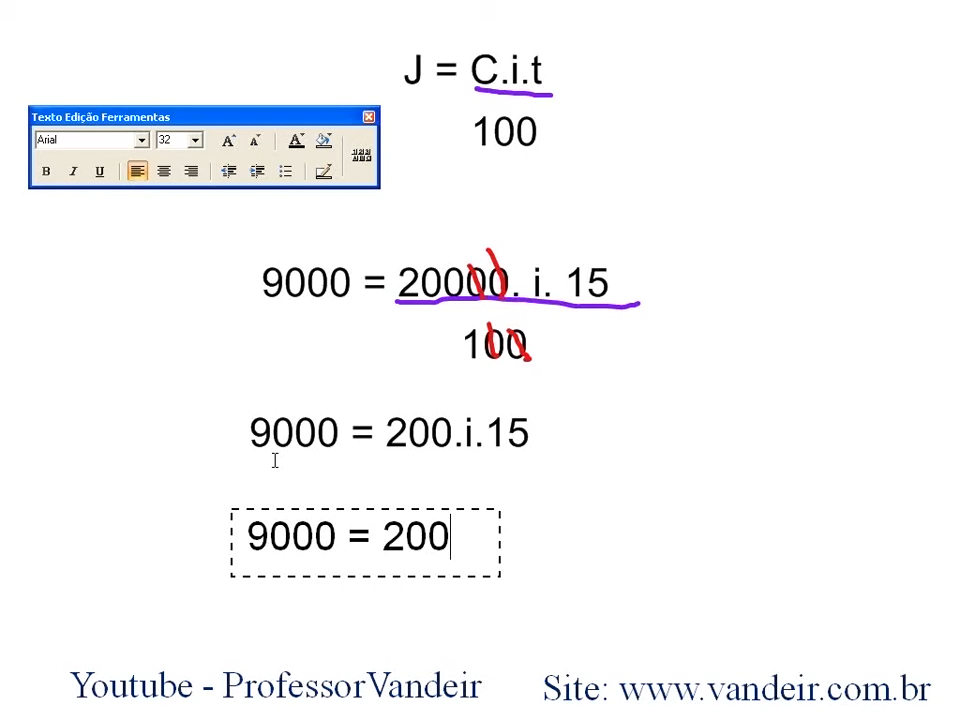 J = C.i.t
100
Texto Edição Ferramentas
Arial 32
A A A
B I U
9000 = 20000. i. 15
100
9000 = 200.i.15
9000 = 200
Youtube - ProfessorVandeir
Site: www.vandeir.com.br